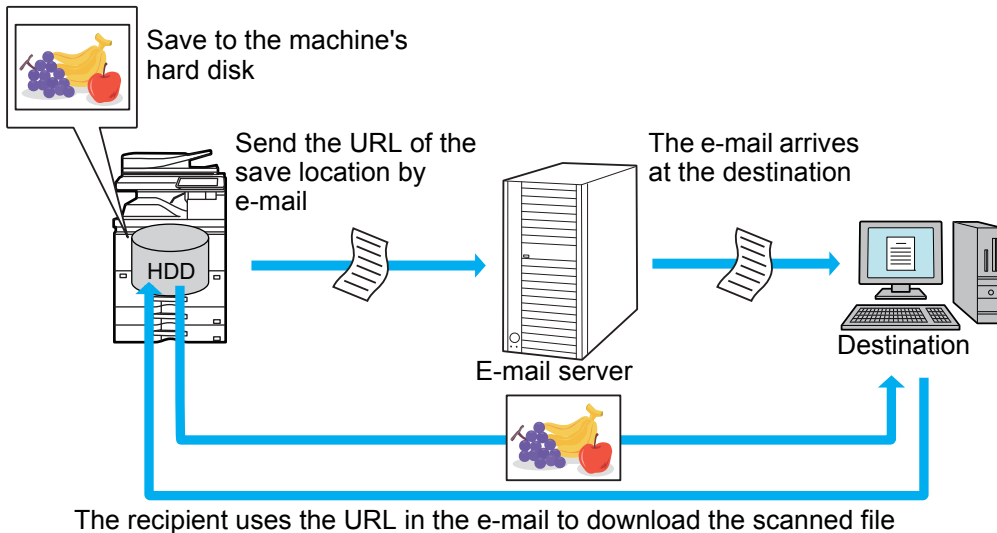 Save to the machine's
hard disk
Send the URL of the
save location by
e-mail
The e-mail arrives
at the destination
HDD
E-mail server
Destination
The recipient uses the URL in the e-mail to download the scanned file